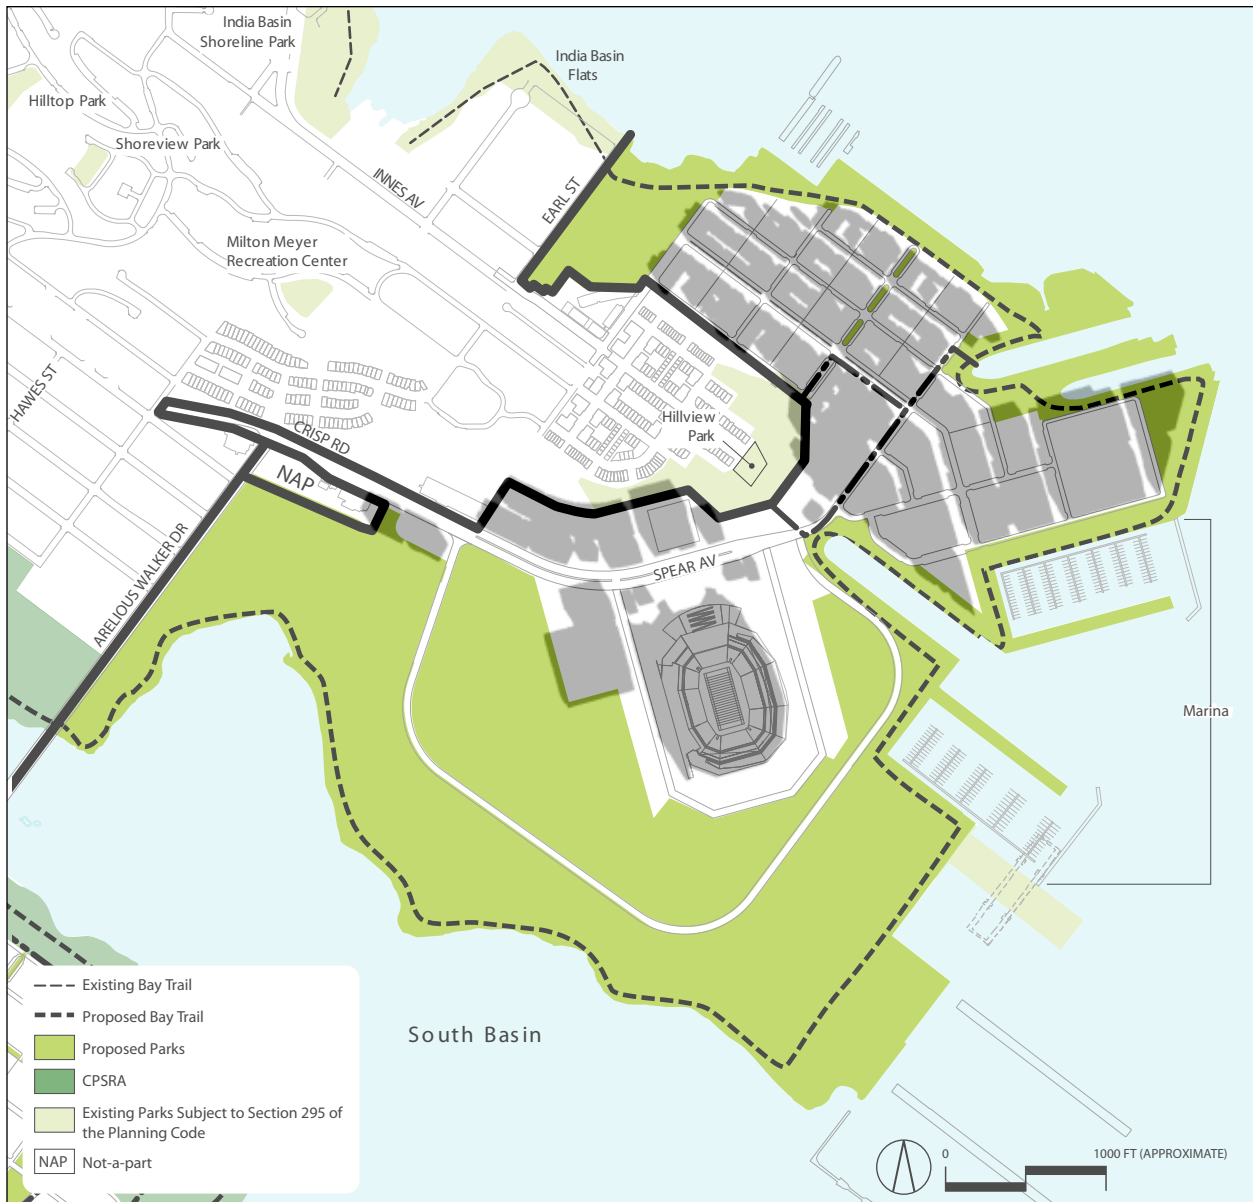 India Basin
Shoreline Park
India Basin
Flats
Hilltop Park
Shoreview Park
INNES AV
EARL ST
Milton Meyer
Recreation Center
HAWES ST
Hillview
Park
CRISP RD
NAP
SPEAR AV
ARELIOUS WALKER DR
Marina
South Basin
Existing Bay Trail
Proposed Bay Trail
Proposed Parks
CPSRA
Existing Parks Subject to Section 295 of
the Planning Code
NAP Not-a-part
0 1000 FT (APPROXIMATE)